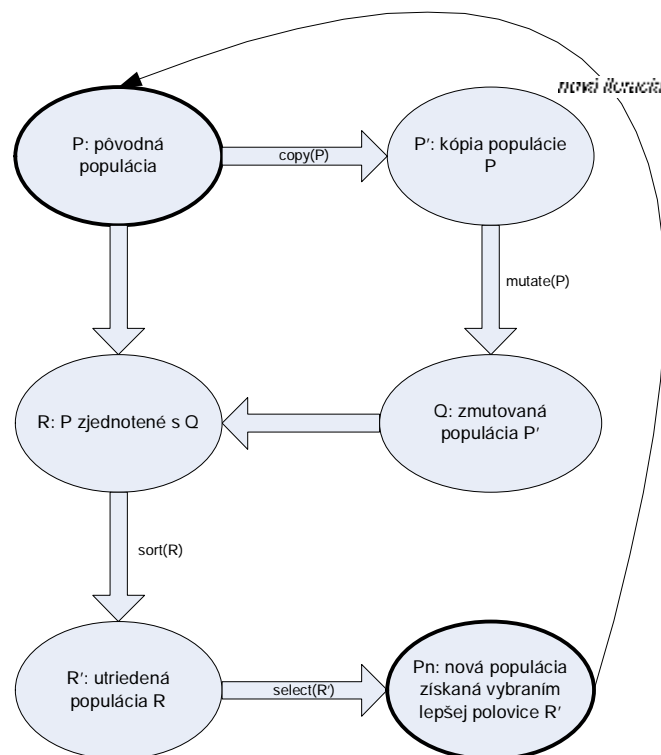 nová iterácia
P: pôvodná
populácia
copy(P)
P': kópia populácie
P
mutate(P)
R: P zjednotené s Q
Q: zmutovaná
populácia P'
sort(R)
R': utriedená
populácia R
select(R')
Pn: nová populácia
získaná vybraním
lepšej polovice R'